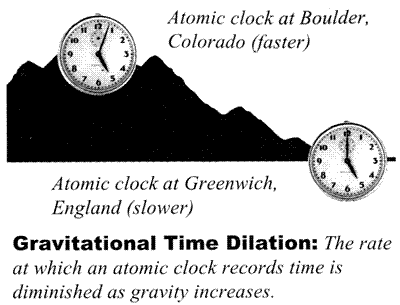 Atomic clock at Boulder,
Colorado (faster)
Atomic clock at Greenwich,
England (slower)
Gravitational Time Dilation: The rate
at which an atomic clock records time is
diminished as gravity increases.